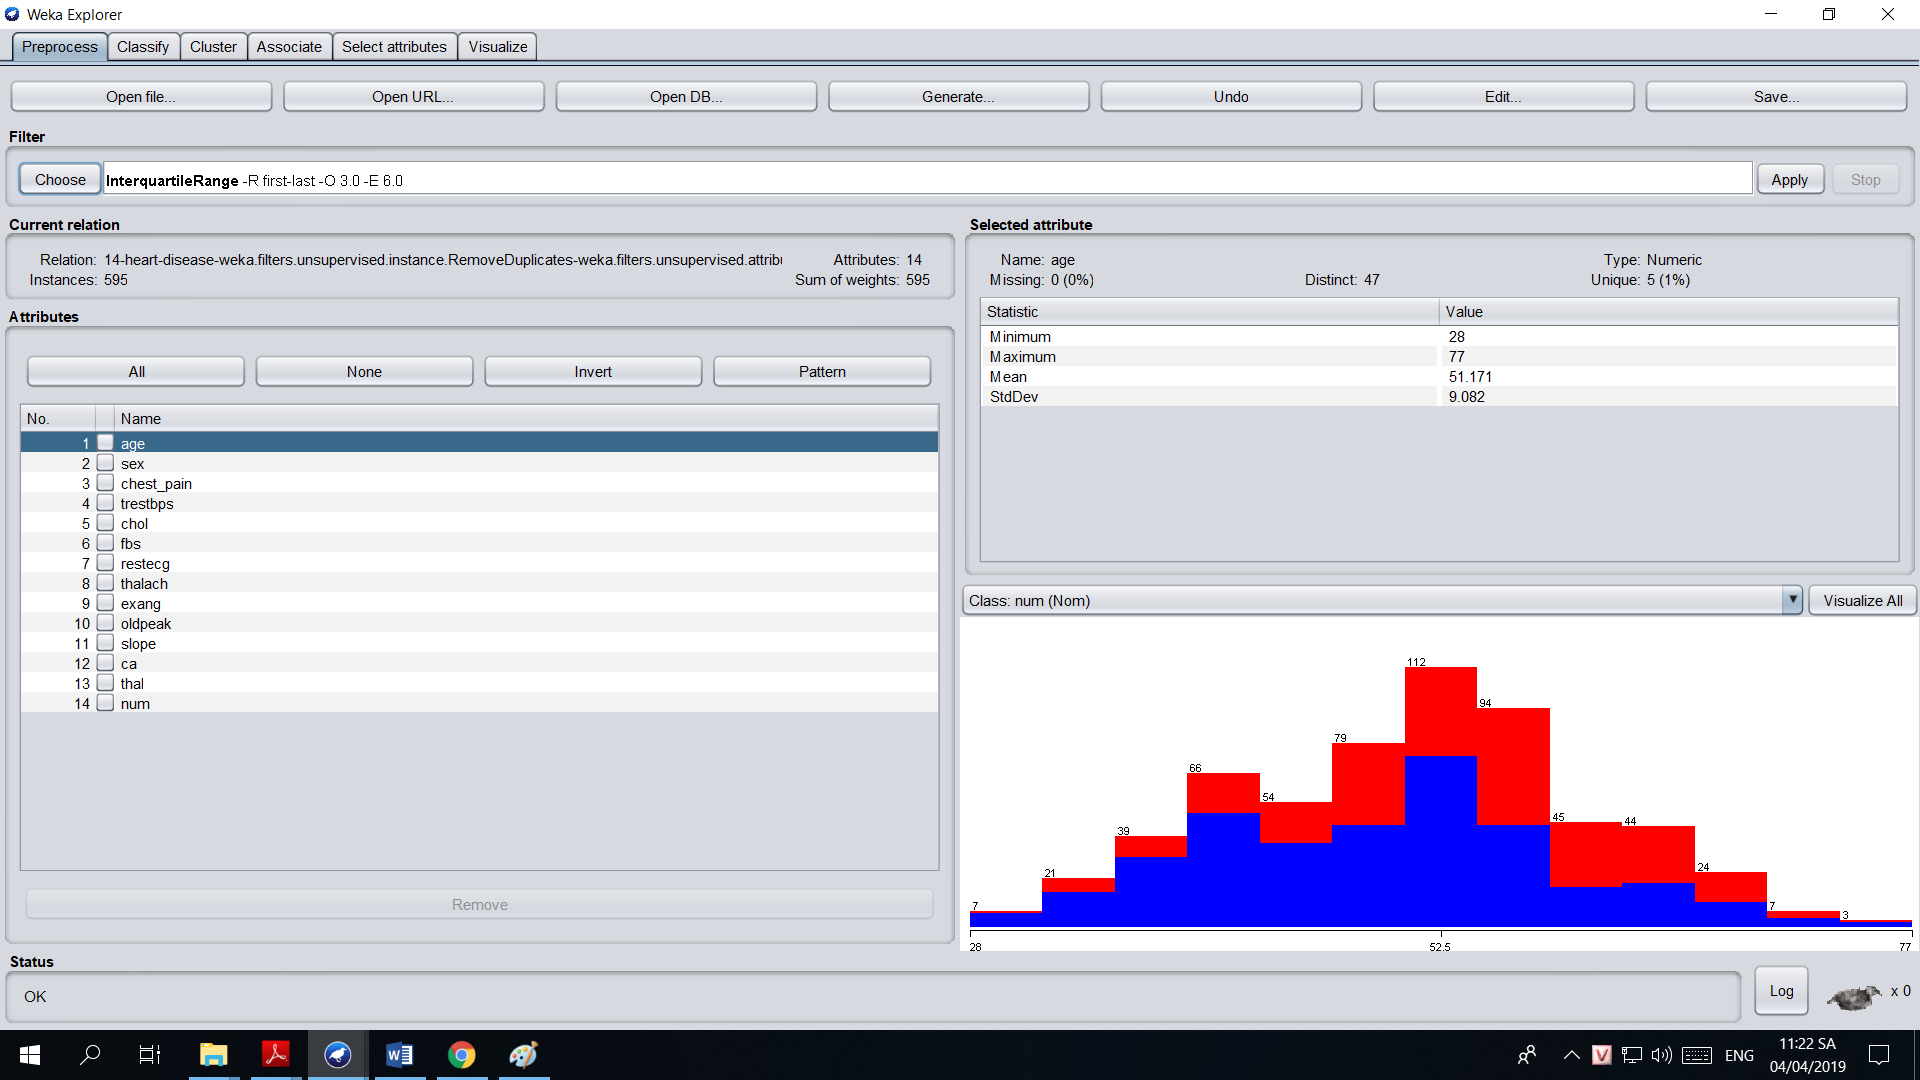 Weka Explorer
Preprocess Classify Cluster Associate Select attributes Visualize
Open file... Open URL... Open DB... Generate... Undo Edit... Save...
Filter
Choose InterquartileRange -R first-last -O 3.0 -E 6.0 Apply Stop
Current relation
Relation: 14-heart-disease-weka.filters.unsupervised.instance.RemoveDuplicates-weka.filters.unsupervised.attribu Attributes: 14
Instances: 595 Sum of weights: 595
Attributes
All None Invert Pattern
No. Name
1 age
2 sex
3 chest_pain
4 trestbps
5 chol
6 fbs
7 restecg
8 thalach
9 exang
10 oldpeak
11 slope
12 ca
13 thal
14 num
Remove
Selected attribute
Name: age Type: Numeric
Missing: 0 (0%) Distinct: 47 Unique: 5 (1%)
Statistic Value
Minimum 28
Maximum 77
Mean 51.171
StdDev 9.082
Class: num (Nom) Visualize All
7 21 39 66 54 79 112 94 45 44 24 7 3
28 52.5 77
Status
OK
Log x 0
ENG
11:22 SA
04/04/2019